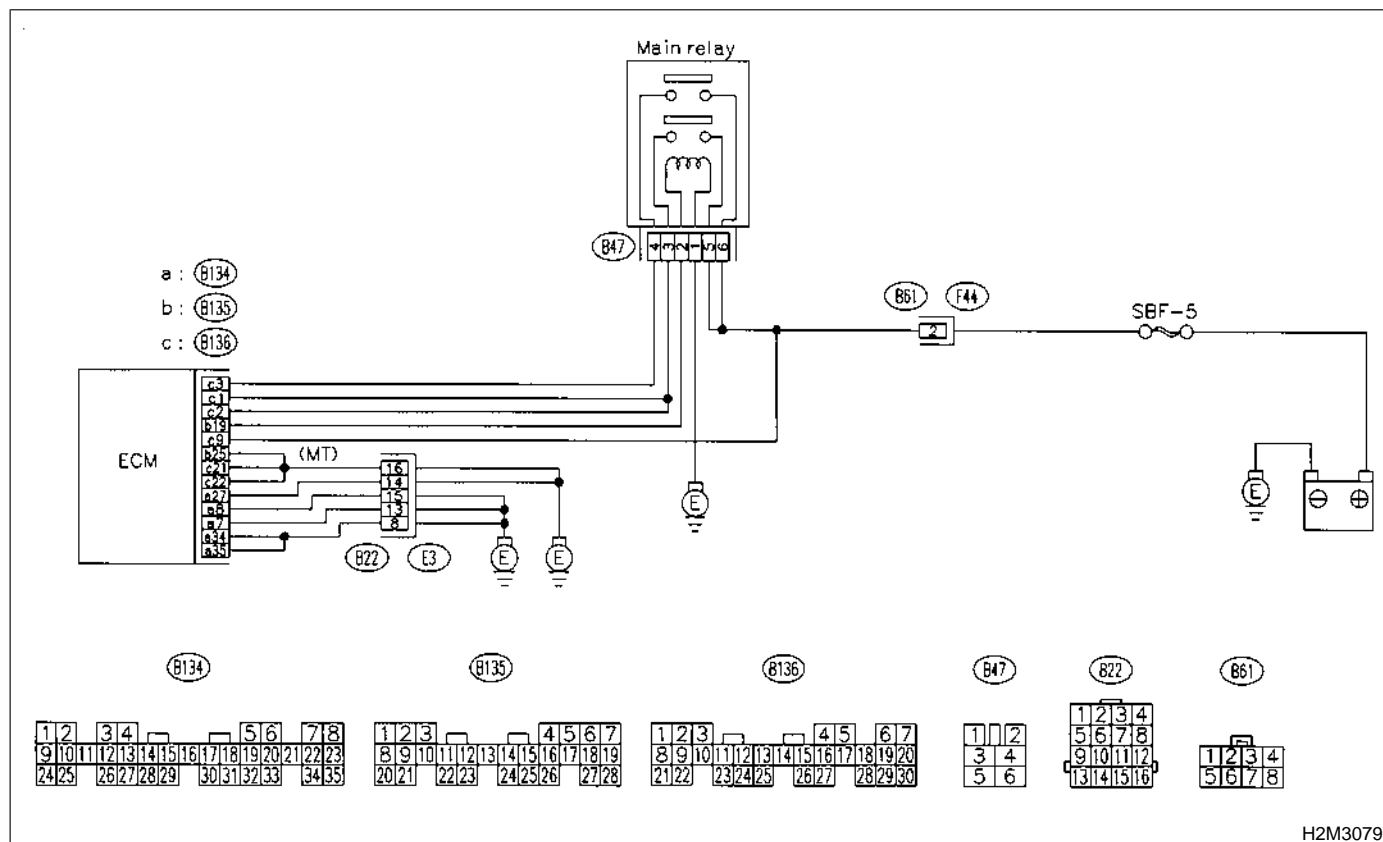 Main relay
B47
4 3 2 1 5 6
a : B134
b : B135
c : B136
B61 F44
2
SBF-5
ECM
c3
c1
c2
b19
c9
b25
c21
c22
a27
a8
a7
a34
a35
(MT)
16
14
15
13
8
B22 E3
E
E
E
E
⊖ ⊕
B134
1 2 3 4 5 6 7 8
9 10 11 12 13 14 15 16 17 18 19 20 21 22 23
24 25 26 27 28 29 30 31 32 33 34 35
B135
1 2 3 4 5 6 7
8 9 10 11 12 13 14 15 16 17 18 19
20 21 22 23 24 25 26 27 28
B136
1 2 3 4 5 6 7
8 9 10 11 12 13 14 15 16 17 18 19 20
21 22 23 24 25 26 27 28 29 30
B47
1 2
3 4
5 6
B22
1 2 3 4
5 6 7 8
9 10 11 12
13 14 15 16
B61
1 2 3 4
5 6 7 8
H2M3079